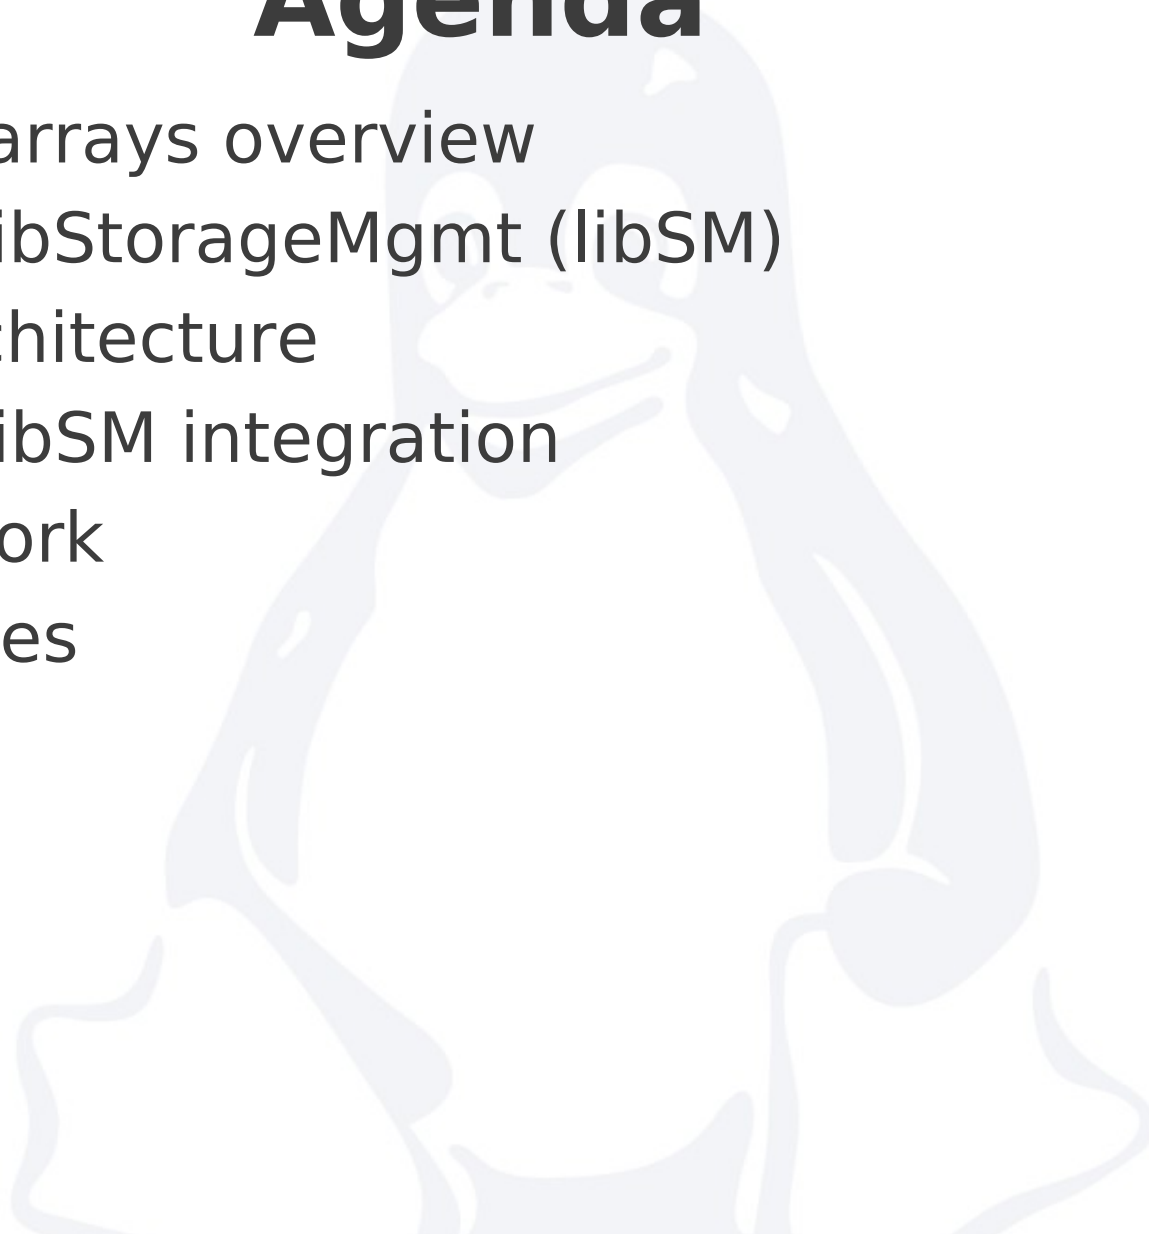 Agenda
arrays overview
ibStorageMgmt (libSM)
chitecture
ibSM integration
ork
es